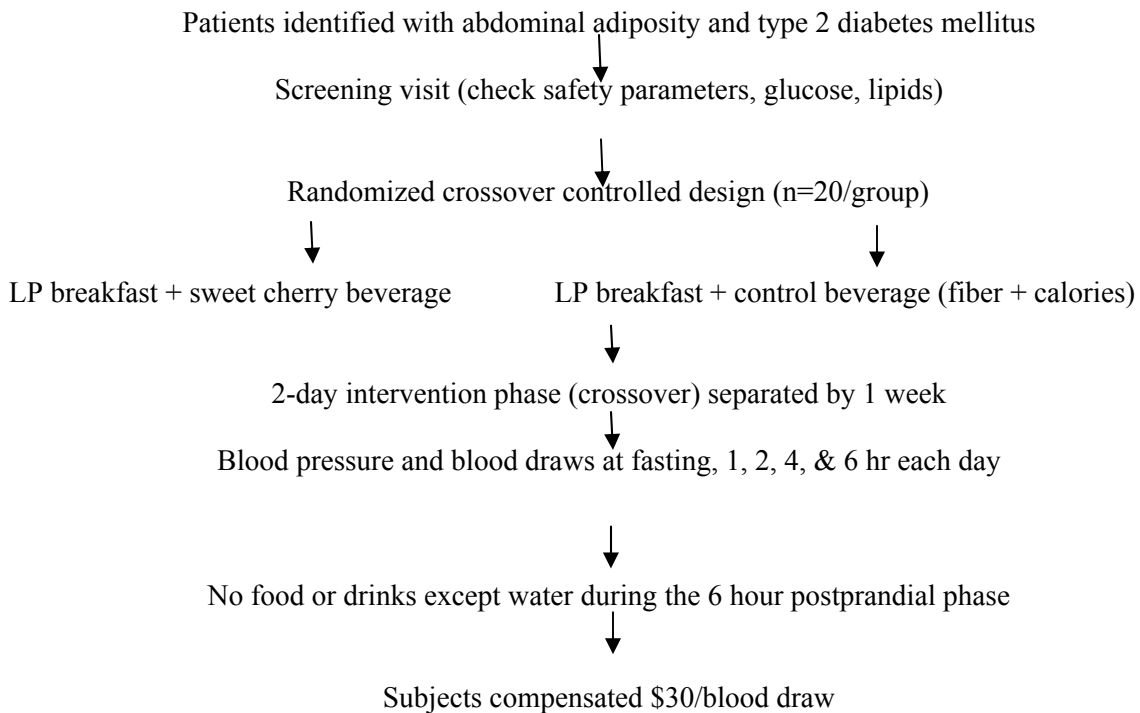 Patients identified with abdominal adiposity and type 2 diabetes mellitus
Screening visit (check safety parameters, glucose, lipids)
Randomized crossover controlled design (n=20/group)
LP breakfast + sweet cherry beverage
LP breakfast + control beverage (fiber + calories)
2-day intervention phase (crossover) separated by 1 week
Blood pressure and blood draws at fasting, 1, 2, 4, & 6 hr each day
No food or drinks except water during the 6 hour postprandial phase
Subjects compensated $30/blood draw